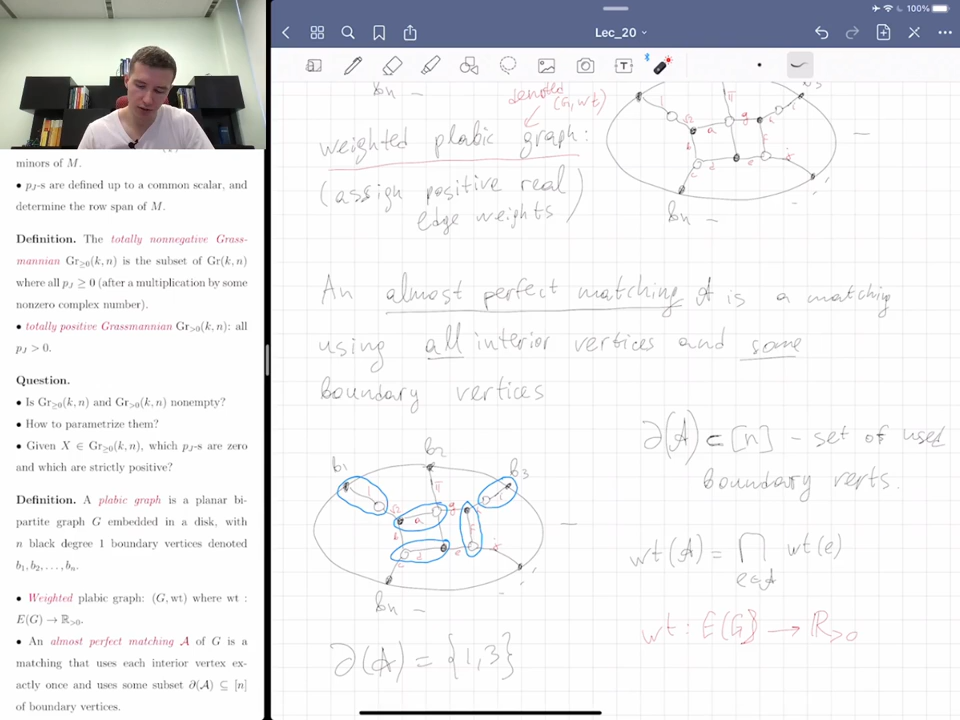 100%
Lec_20
minors of M.
• p_J-s are defined up to a common scalar, and
determine the row span of M.
Definition. The totally nonnegative Grass-
mannian Gr≥0(k, n) is the subset of Gr(k, n)
where all p_J ≥ 0 (after a multiplication by some
nonzero complex number).
• totally positive Grassmannian Gr>0(k, n): all
p_J > 0.
Question.
• Is Gr≥0(k, n) and Gr>0(k, n) nonempty?
• How to parametrize them?
• Given X ∈ Gr≥0(k, n), which p_J-s are zero
and which are strictly positive?
Definition. A plabic graph is a planar bi-
partite graph G embedded in a disk, with
n black degree 1 boundary vertices denoted
b₁, b₂, . . . , bₙ.
• Weighted plabic graph: (G, wt) where wt :
E(G) → ℝ>0.
• An almost perfect matching 𝒜 of G is a
matching that uses each interior vertex ex-
actly once and uses some subset ∂(𝒜) ⊆ [n]
of boundary vertices.
bn
denoted
(G, wt)
weighted plabic graph:
(assign positive real
edge weights)
bn
An almost perfect matching 𝒜 is a matching
using all interior vertices and some
boundary vertices
∂(𝒜) ⊂ [n] - set of used
boundary verts.
b₁
b₂
b₃
bn
wt(𝒜) = ∏ wt(e)
e∈𝒜
wt : E(G) → ℝ>0
∂(𝒜) = {1,3}